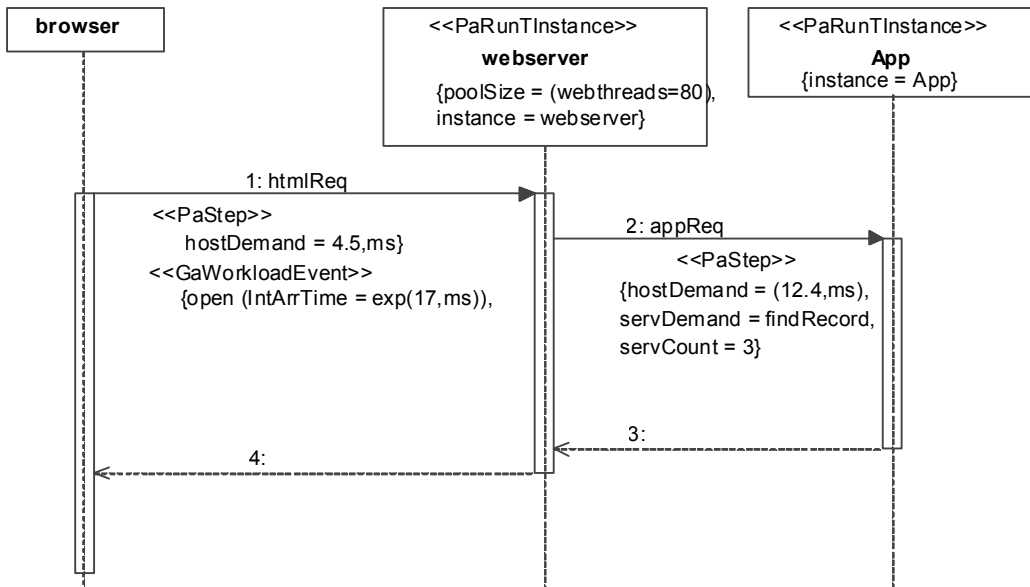 browser
<<PaRunTInstance>>
webserver
{poolSize = (webthreads=80),
instance = webserver}
<<PaRunTInstance>>
App
{instance = App}
1: htmlReq
<<PaStep>>
hostDemand = 4.5,ms}
<<GaWorkloadEvent>>
{open (IntArrTime = exp(17,ms)),
2: appReq
<<PaStep>>
{hostDemand = (12.4,ms),
servDemand = findRecord,
servCount = 3}
3:
4: